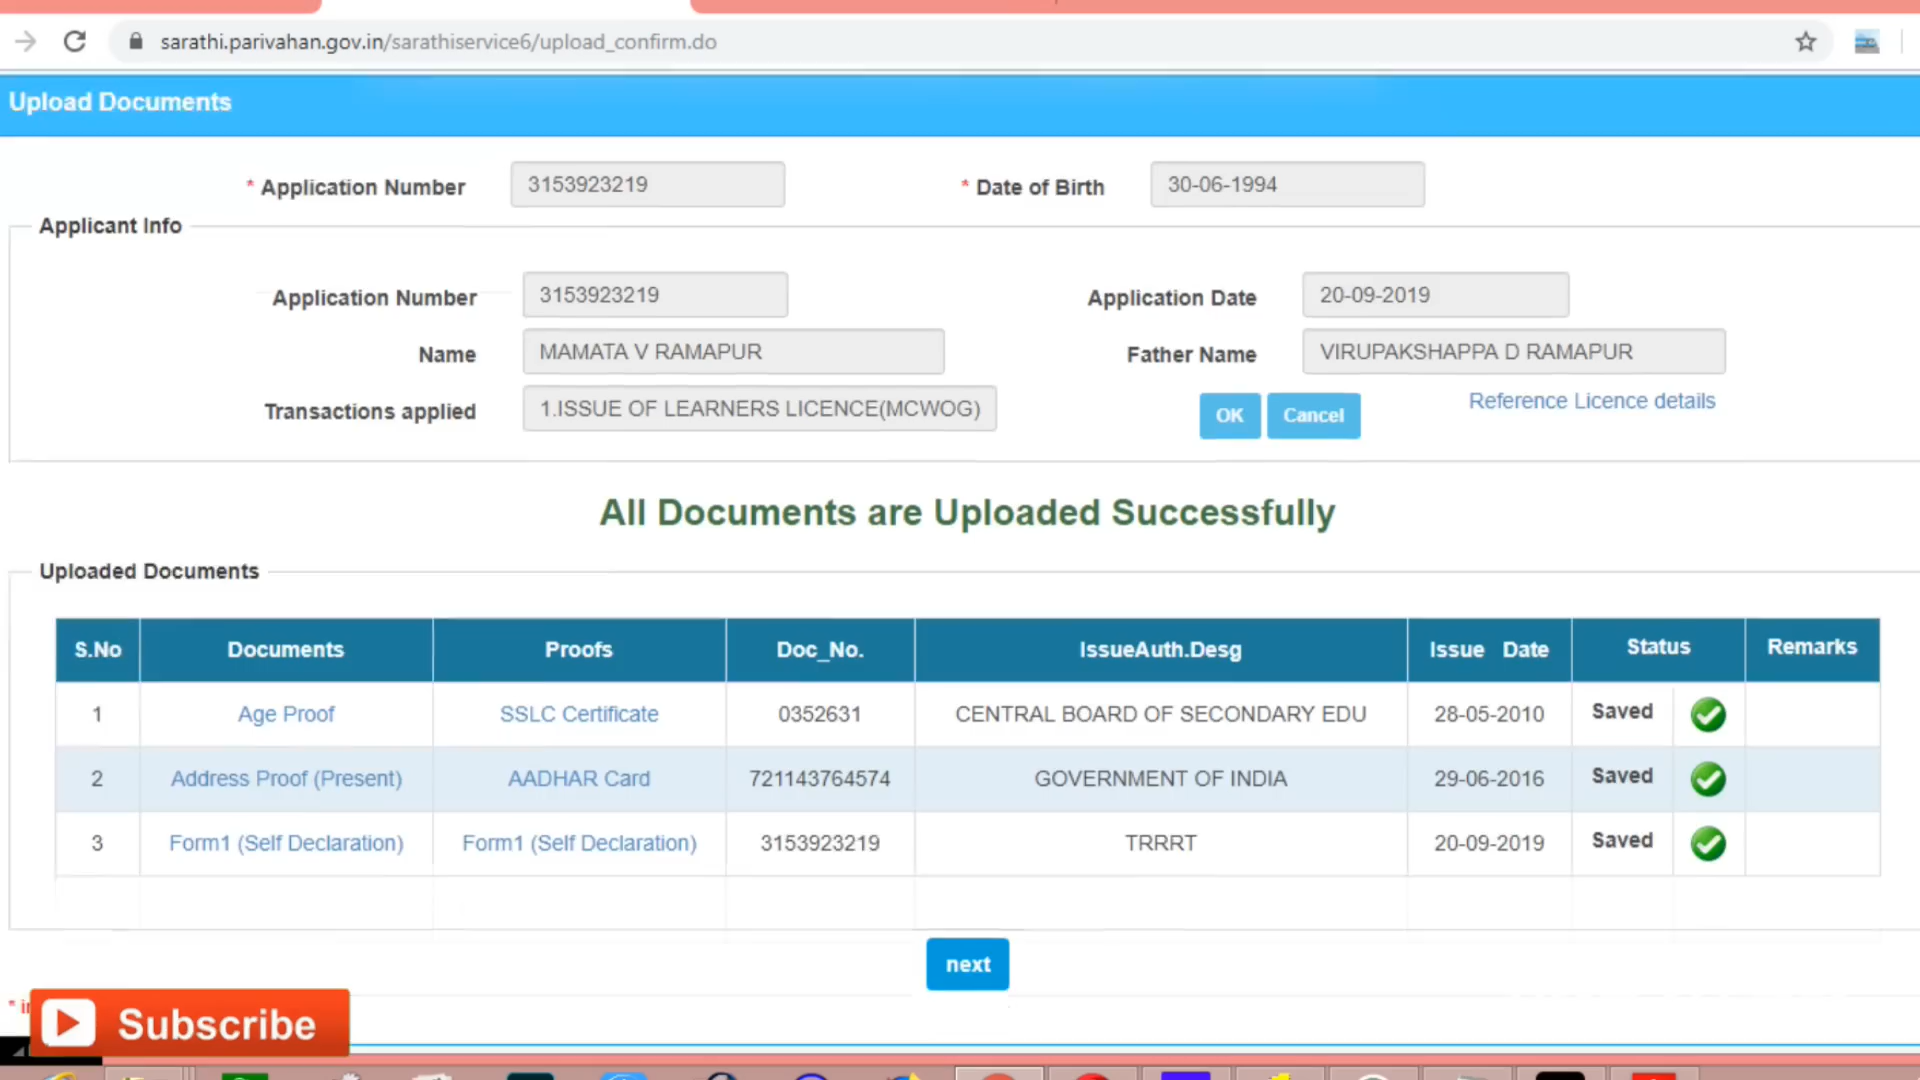 sarathi.parivahan.gov.in/sarathiservice6/upload_confirm.do
Upload Documents
* Application Number 3153923219 * Date of Birth 30-06-1994
Applicant Info
Application Number 3153923219 Application Date 20-09-2019
Name MAMATA V RAMAPUR Father Name VIRUPAKSHAPPA D RAMAPUR
Transactions applied 1.ISSUE OF LEARNERS LICENCE(MCWOG) OK Cancel Reference Licence details
All Documents are Uploaded Successfully
Uploaded Documents
S.No Documents Proofs Doc_No. IssueAuth.Desg Issue Date Status Remarks
1 Age Proof SSLC Certificate 0352631 CENTRAL BOARD OF SECONDARY EDU 28-05-2010 Saved
2 Address Proof (Present) AADHAR Card 721143764574 GOVERNMENT OF INDIA 29-06-2016 Saved
3 Form1 (Self Declaration) Form1 (Self Declaration) 3153923219 TRRRT 20-09-2019 Saved
next
Subscribe